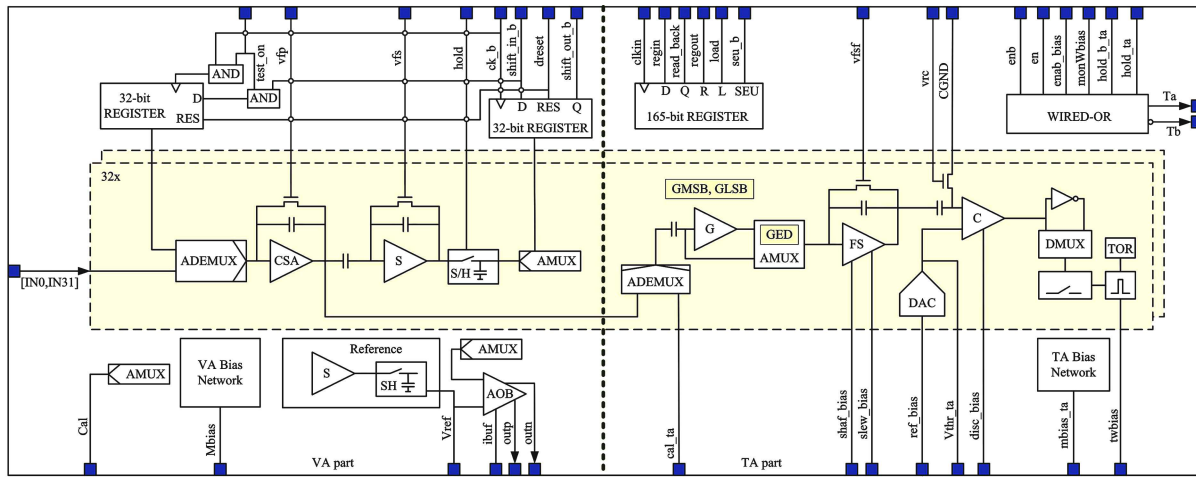 test_on
vfp
vfs
hold
ck_b
shift_in_b
dreset
shift_out_b
clkin
regin
read_back
regout
load
seu_b
vfsf
vrc
CGND
enb
en
enab_bias
monWbias
hold_b_ta
hold_ta
AND
AND
32-bit
REGISTER
D
RES
D RES Q
32-bit REGISTER
D Q R L SEU
165-bit REGISTER
WIRED-OR
Ta
Tb
32x
[IN0,IN31]
ADEMUX
CSA
S
S/H
AMUX
GMSB, GLSB
G
GED
AMUX
ADEMUX
FS
C
DAC
DMUX
TOR
AMUX
Cal
VA Bias
Network
Mbias
Reference
S
SH
AMUX
AOB
Vref
ibuf
outp
outn
VA part
TA part
cal_ta
shaf_bias
slew_bias
ref_bias
Vthr_ta
disc_bias
TA Bias
Network
mbias_ta
twbias